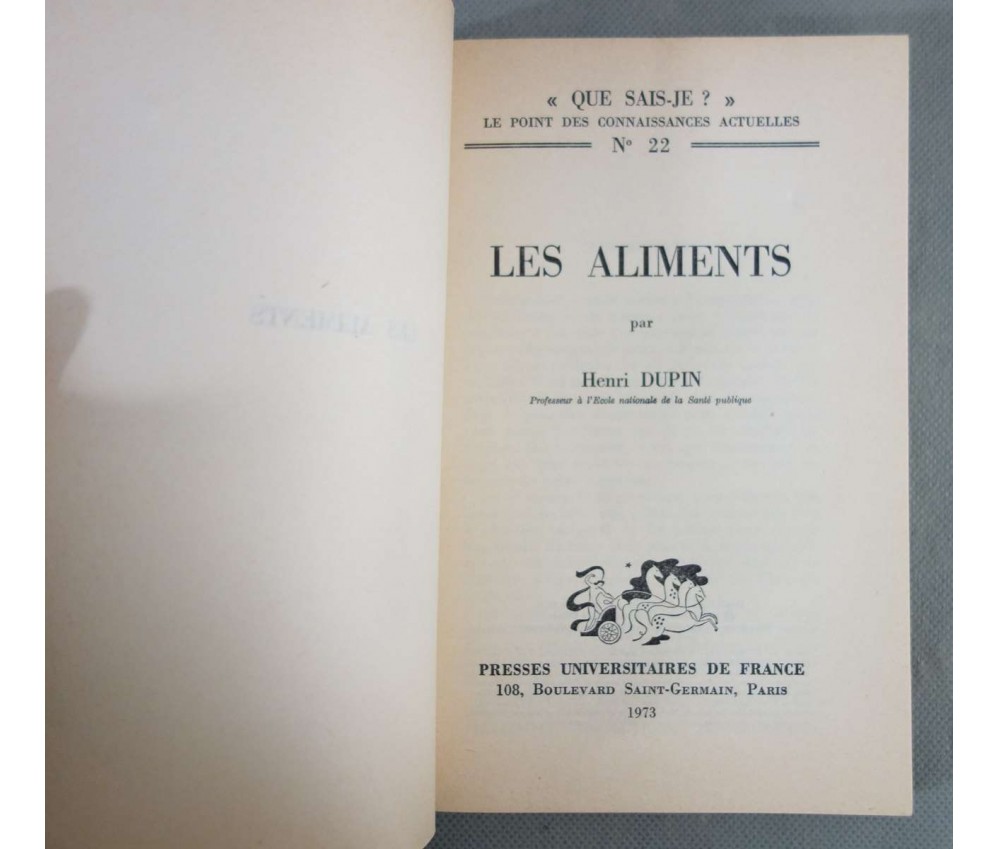 « QUE SAIS-JE ? »
LE POINT DES CONNAISSANCES ACTUELLES
N° 22
LES ALIMENTS
par
Henri DUPIN
Professeur à l'Ecole nationale de la Santé publique
PRESSES UNIVERSITAIRES DE FRANCE
108, BOULEVARD SAINT-GERMAIN, PARIS
1973